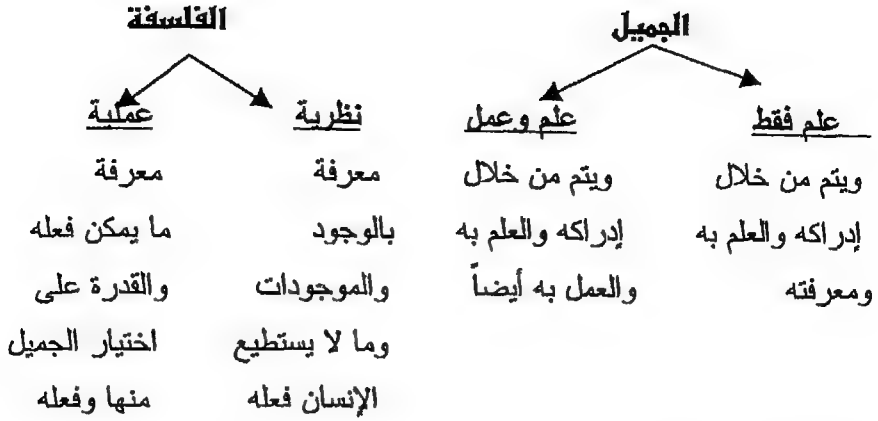 الجميل
علم فقط
ويتم من خلال
إدراكه والعلم به
ومعرفته
علم وعمل
ويتم من خلال
إدراكه والعلم به
والعمل به أيضاً
الفلسفة
نظرية
معرفة
بالوجود
والموجودات
وما لا يستطيع
الإنسان فعله
عملية
معرفة
ما يمكن فعله
والقدرة على
اختيار الجميل
منها وفعله